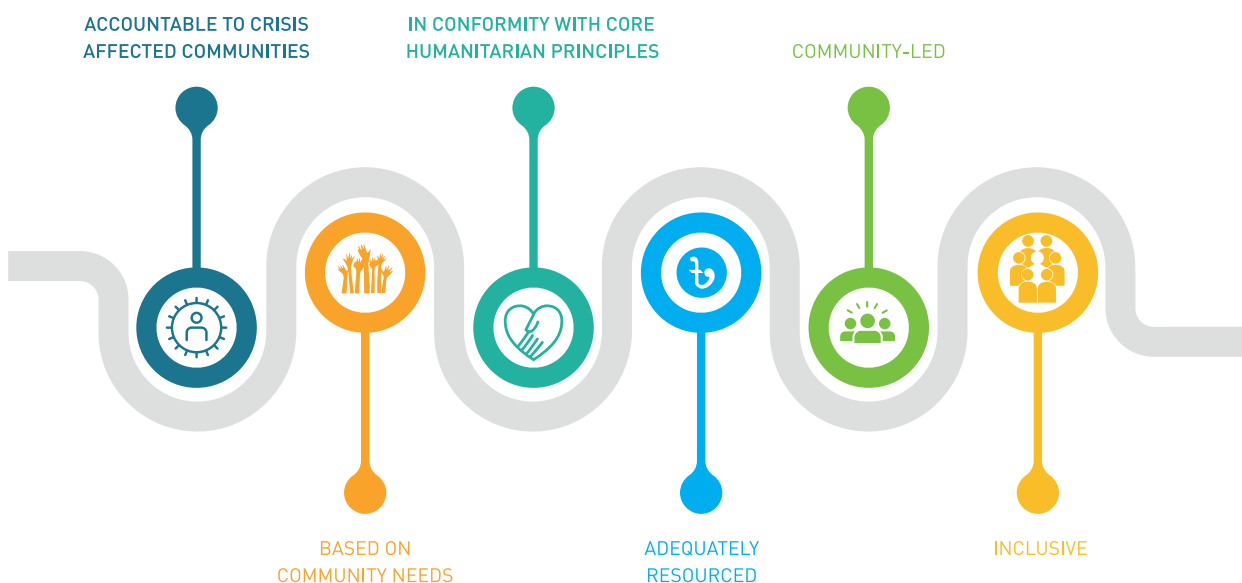 ACCOUNTABLE TO CRISIS
AFFECTED COMMUNITIES
IN CONFORMITY WITH CORE
HUMANITARIAN PRINCIPLES
COMMUNITY-LED
৳
BASED ON
COMMUNITY NEEDS
ADEQUATELY
RESOURCED
INCLUSIVE